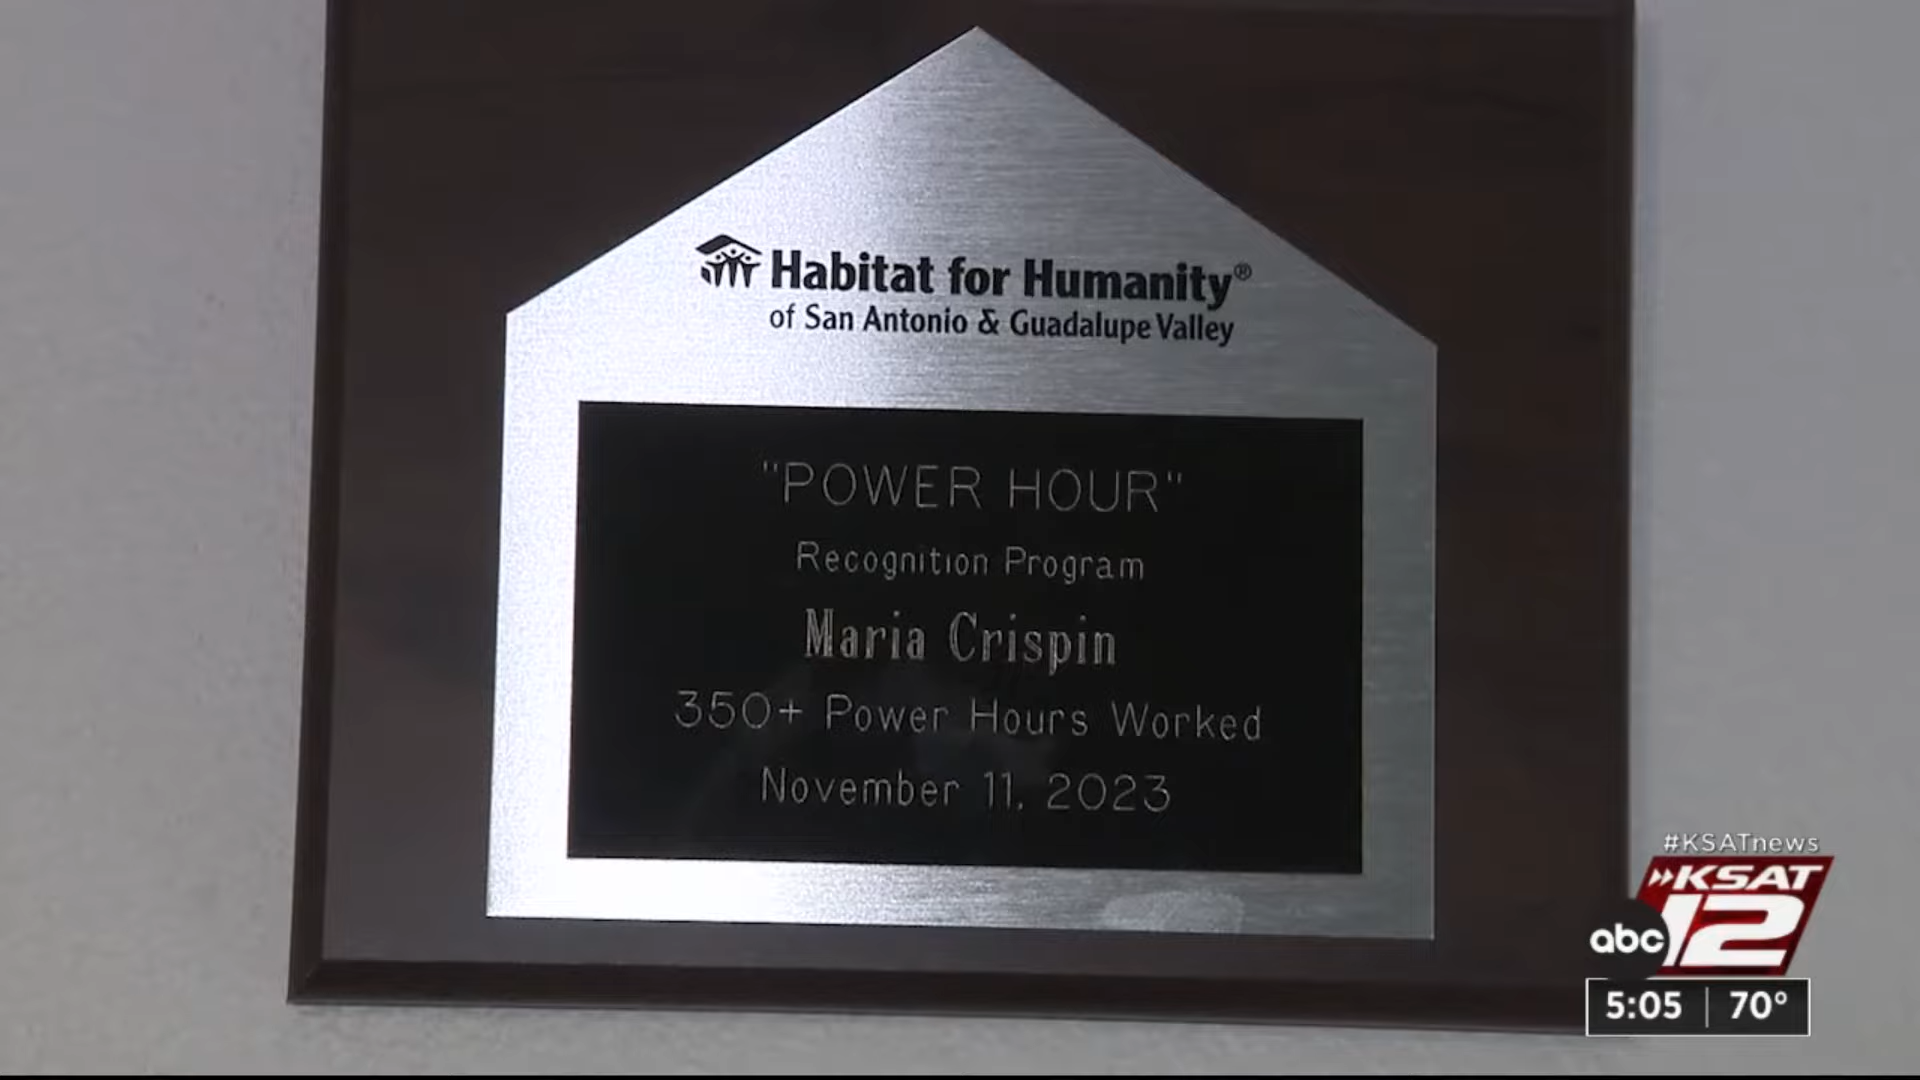 Habitat for Humanity®
of San Antonio & Guadalupe Valley
"POWER HOUR"
Recognition Program
Maria Crispin
350+ Power Hours Worked
November 11, 2023
#KSATnews
KSAT
abc 12
5:05 70°